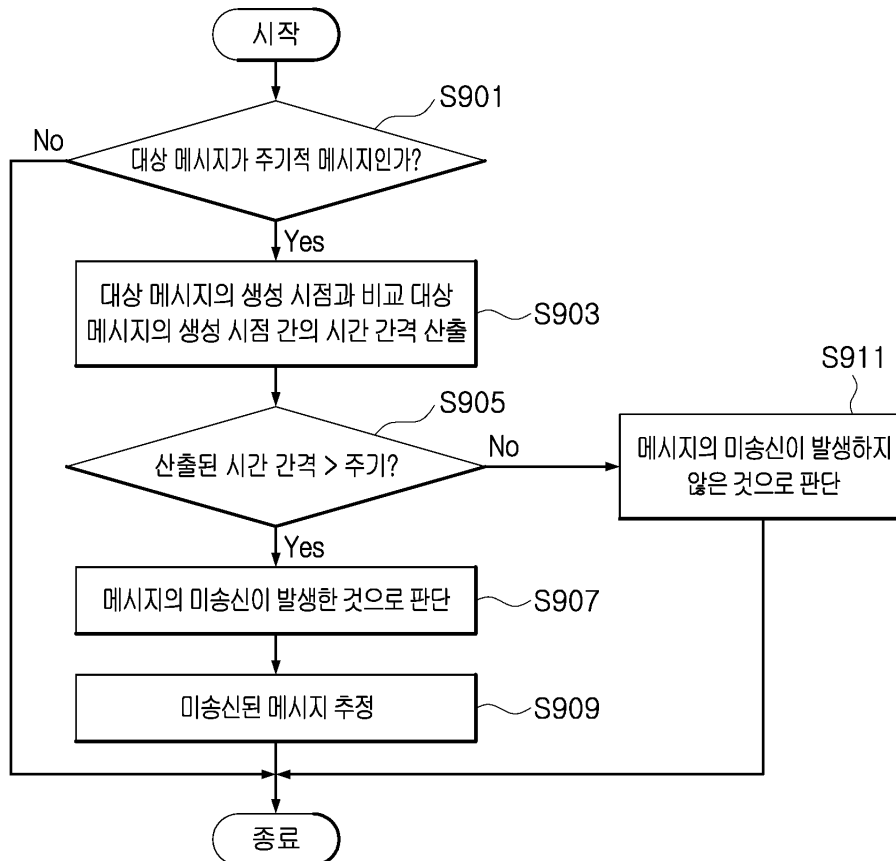 시작
S901
No
대상 메시지가 주기적 메시지인가?
Yes
대상 메시지의 생성 시점과 비교 대상
메시지의 생성 시점 간의 시간 간격 산출
S903
S905
산출된 시간 간격 > 주기?
No
S911
메시지의 미송신이 발생하지
않은 것으로 판단
Yes
메시지의 미송신이 발생한 것으로 판단
S907
미송신된 메시지 추정
S909
종료